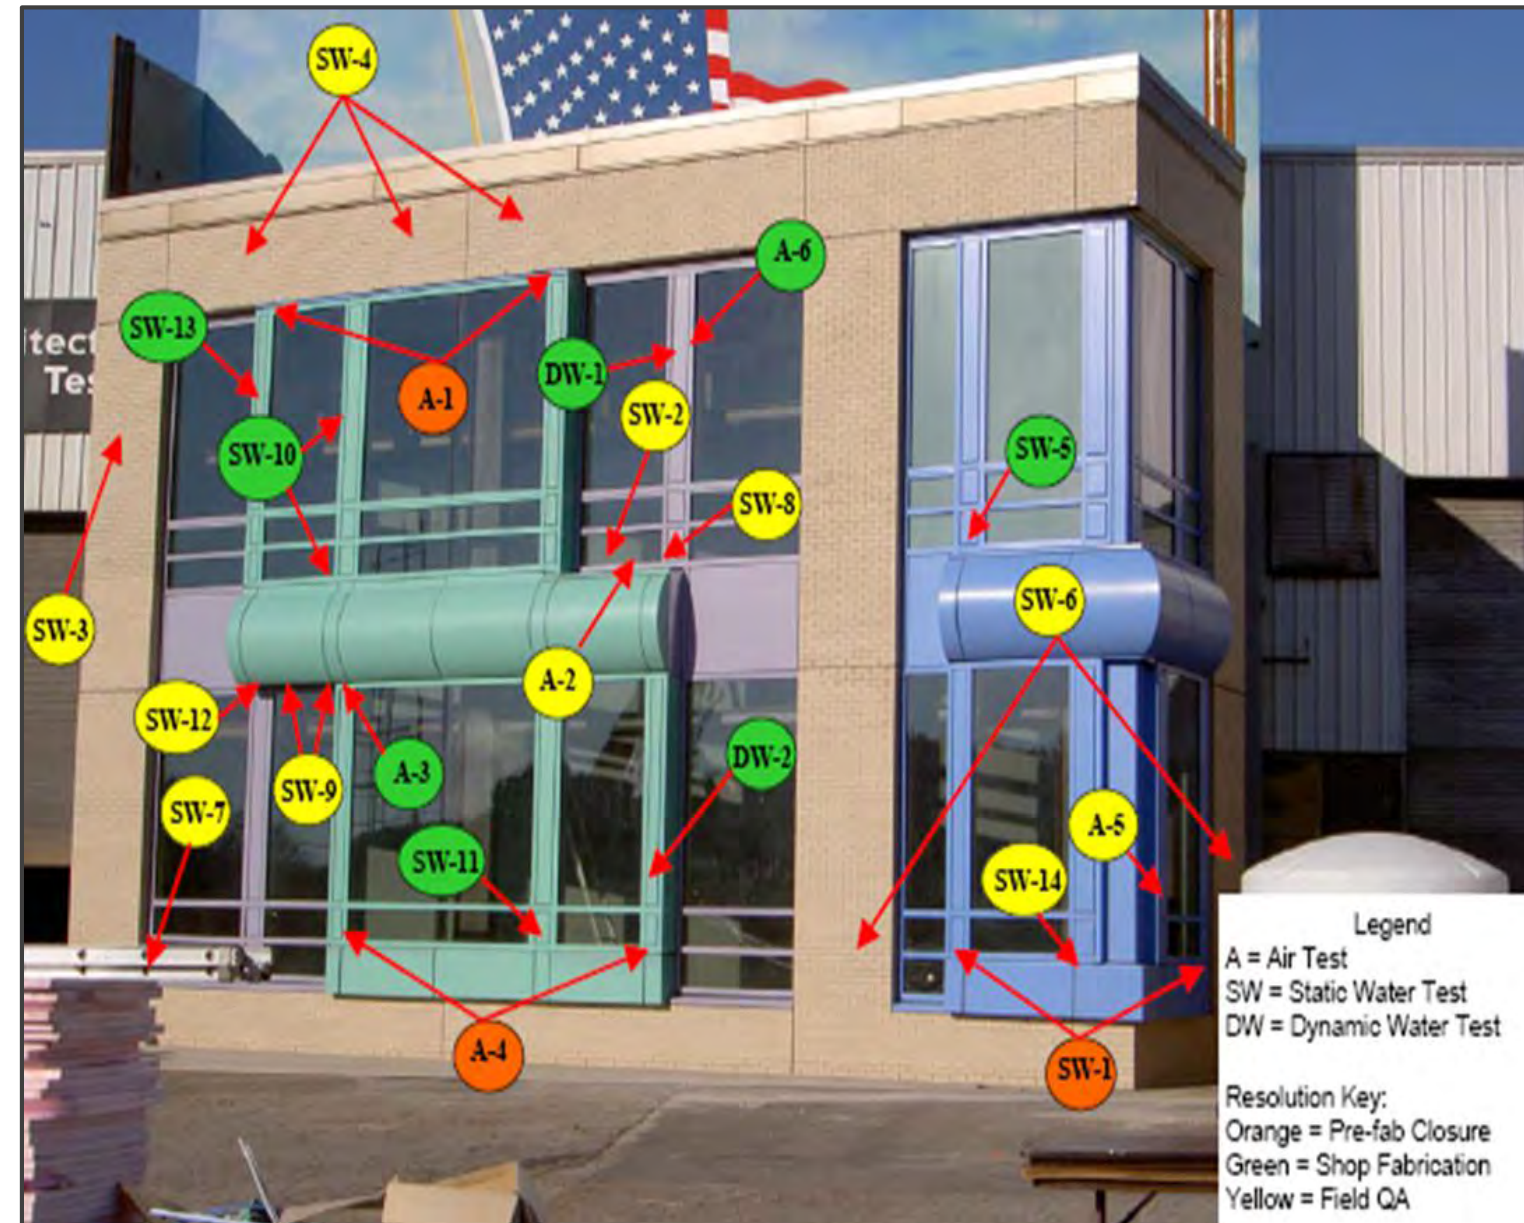 SW-4
A-6
SW-13
itect
Tes
DW-1
A-1
SW-2
SW-10
SW-5
SW-8
SW-3
SW-6
A-2
SW-12
DW-2
A-3
SW-9
SW-7
A-5
SW-11
SW-14
Legend
A = Air Test
SW = Static Water Test
DW = Dynamic Water Test
A-4
SW-1
Resolution Key:
Orange = Pre-fab Closure
Green = Shop Fabrication
Yellow = Field QA